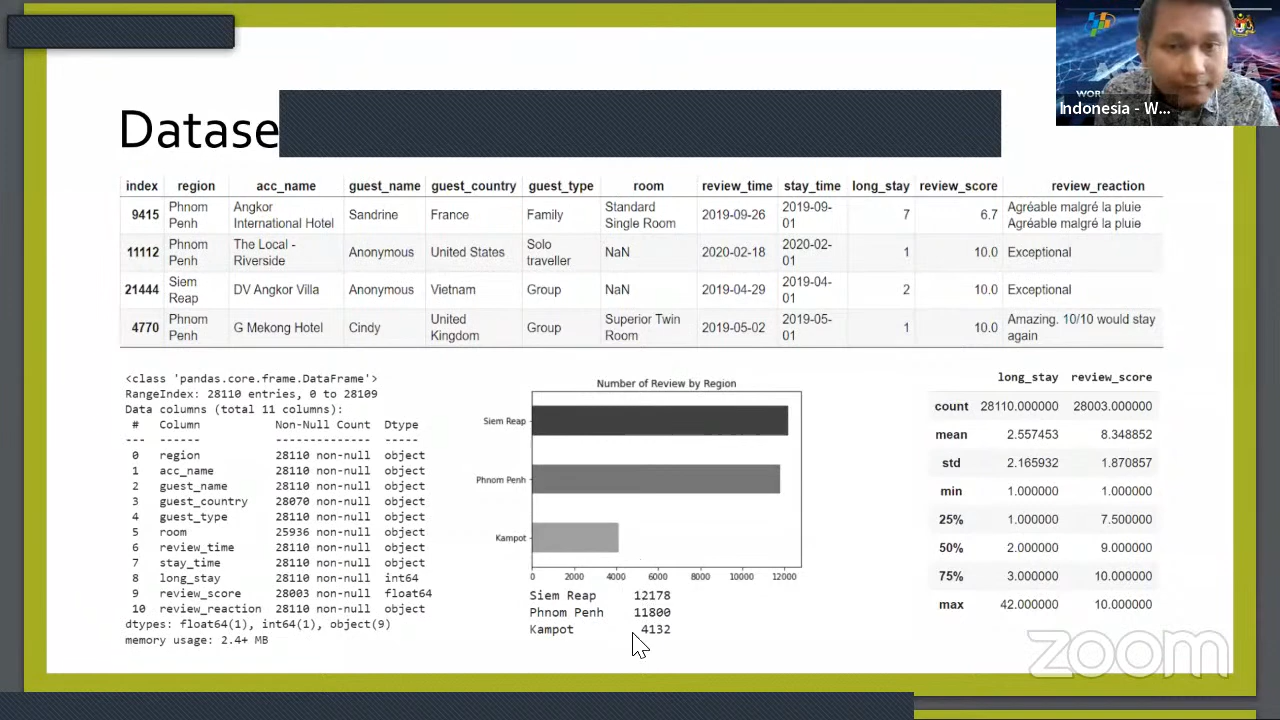 Datase
index region acc_name guest_name guest_country guest_type room review_time stay_time long_stay review_score review_reaction
9415 Phnom Penh Angkor International Hotel Sandrine France Family Standard Single Room 2019-09-26 2019-09-01 7 6.7 Agréable malgré la pluie Agréable malgré la pluie
11112 Phnom Penh The Local - Riverside Anonymous United States Solo traveller NaN 2020-02-18 2020-02-01 1 10.0 Exceptional
21444 Siem Reap DV Angkor Villa Anonymous Vietnam Group NaN 2019-04-29 2019-04-01 2 10.0 Exceptional
4770 Phnom Penh G Mekong Hotel Cindy United Kingdom Group Superior Twin Room 2019-05-02 2019-05-01 1 10.0 Amazing. 10/10 would stay again
<class 'pandas.core.frame.DataFrame'>
RangeIndex: 28110 entries, 0 to 28109
Data columns (total 11 columns):
# Column Non-Null Count Dtype
--- ------ -------------- -----
0 region 28110 non-null object
1 acc_name 28110 non-null object
2 guest_name 28110 non-null object
3 guest_country 28070 non-null object
4 guest_type 28110 non-null object
5 room 25936 non-null object
6 review_time 28110 non-null object
7 stay_time 28110 non-null object
8 long_stay 28110 non-null int64
9 review_score 28003 non-null float64
10 review_reaction 28110 non-null object
dtypes: float64(1), int64(1), object(9)
memory usage: 2.4+ MB
Number of Review by Region
Siem Reap
Phnom Penh
Kampot
0 2000 4000 6000 8000 10000 12000
Siem Reap 12178
Phnom Penh 11800
Kampot 4132
long_stay review_score
count 28110.000000 28003.000000
mean 2.557453 8.348852
std 2.165932 1.870857
min 1.000000 1.000000
25% 1.000000 7.500000
50% 2.000000 9.000000
75% 3.000000 10.000000
max 42.000000 10.000000
Indonesia - W...
zoom